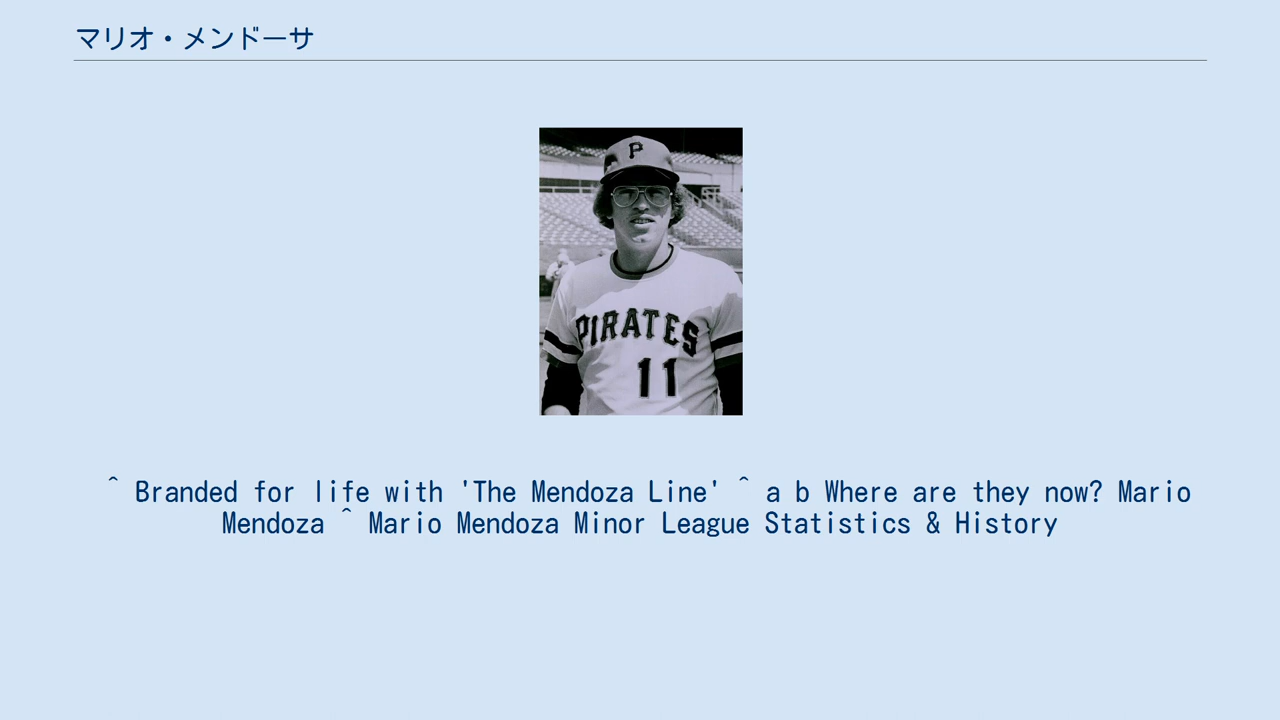 マリオ・メンドーサ
P
PIRATES
11
^ Branded for life with 'The Mendoza Line' ^ a b Where are they now? Mario
Mendoza ^ Mario Mendoza Minor League Statistics & History